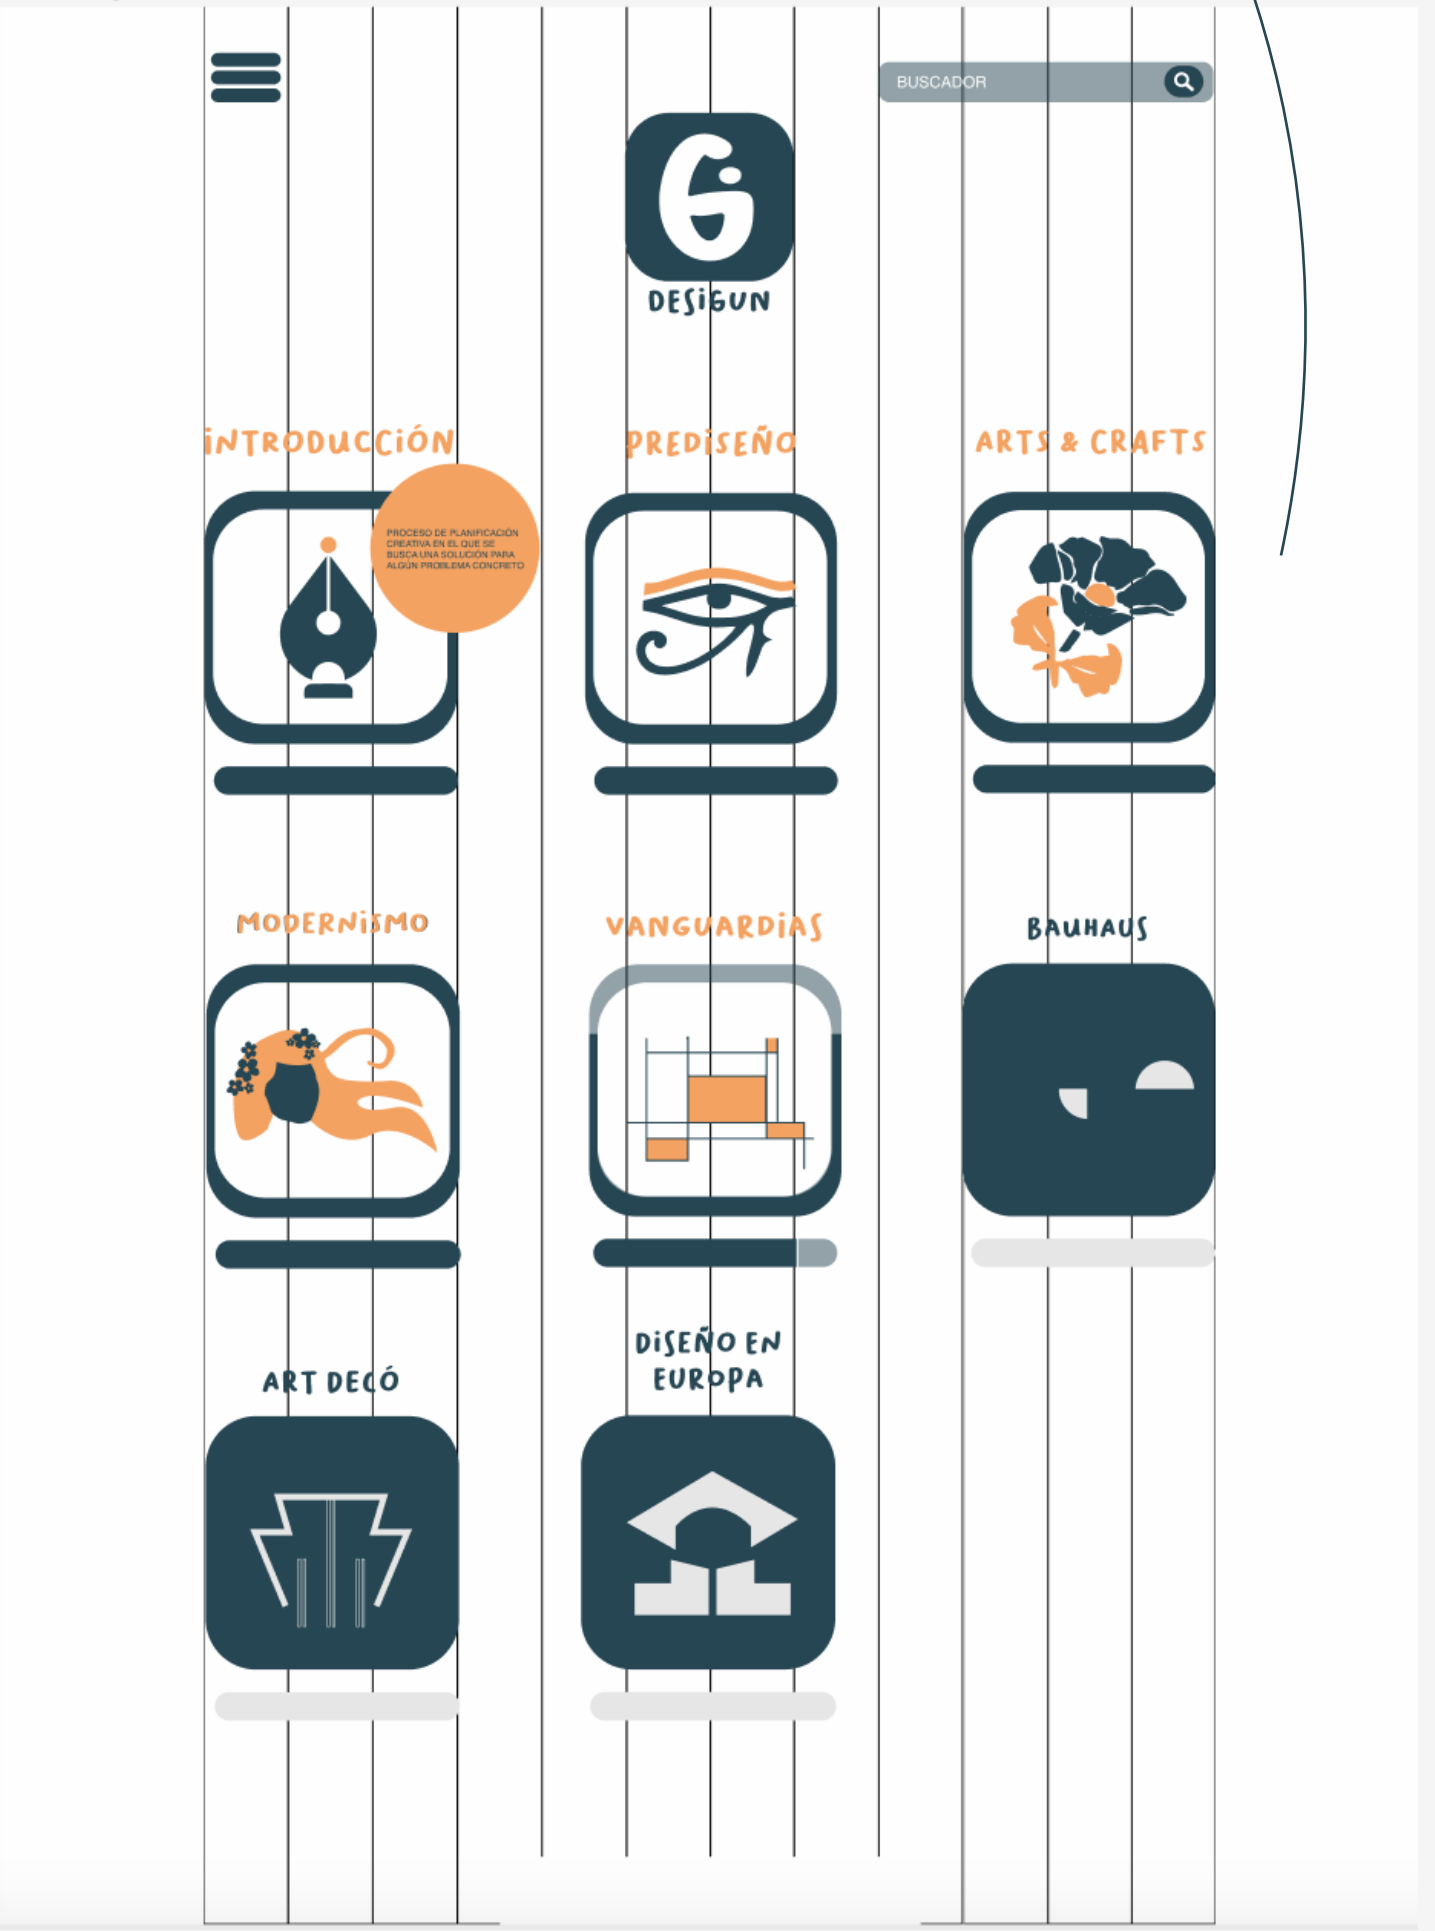 BUSCADOR
DESiGUN
iNTRODUCCiÓN
PREDiSEÑO
ARTS & CRAFTS
PROCESO DE PLANIFICACIÓN
CREATIVA EN EL QUE SE
BUSCA UNA SOLUCIÓN PARA
ALGÚN PROBLEMA CONCRETO
MODERNiSMO
VANGUARDiAS
BAUHAUS
ART DECÓ
DiSEÑO EN
EUROPA